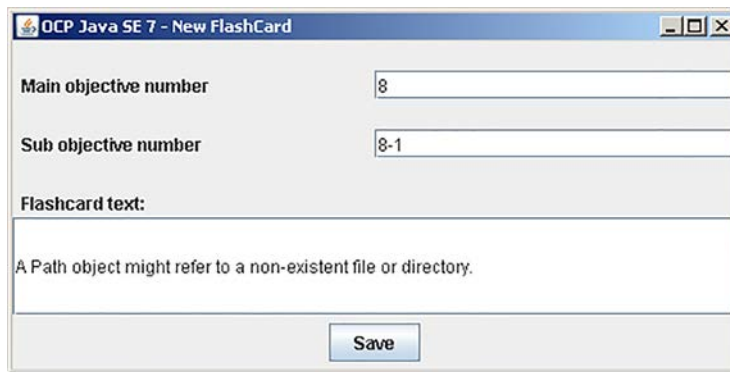 OCP Java SE 7 - New FlashCard
Main objective number 8
Sub objective number 8-1
Flashcard text:
A Path object might refer to a non-existent file or directory.
Save